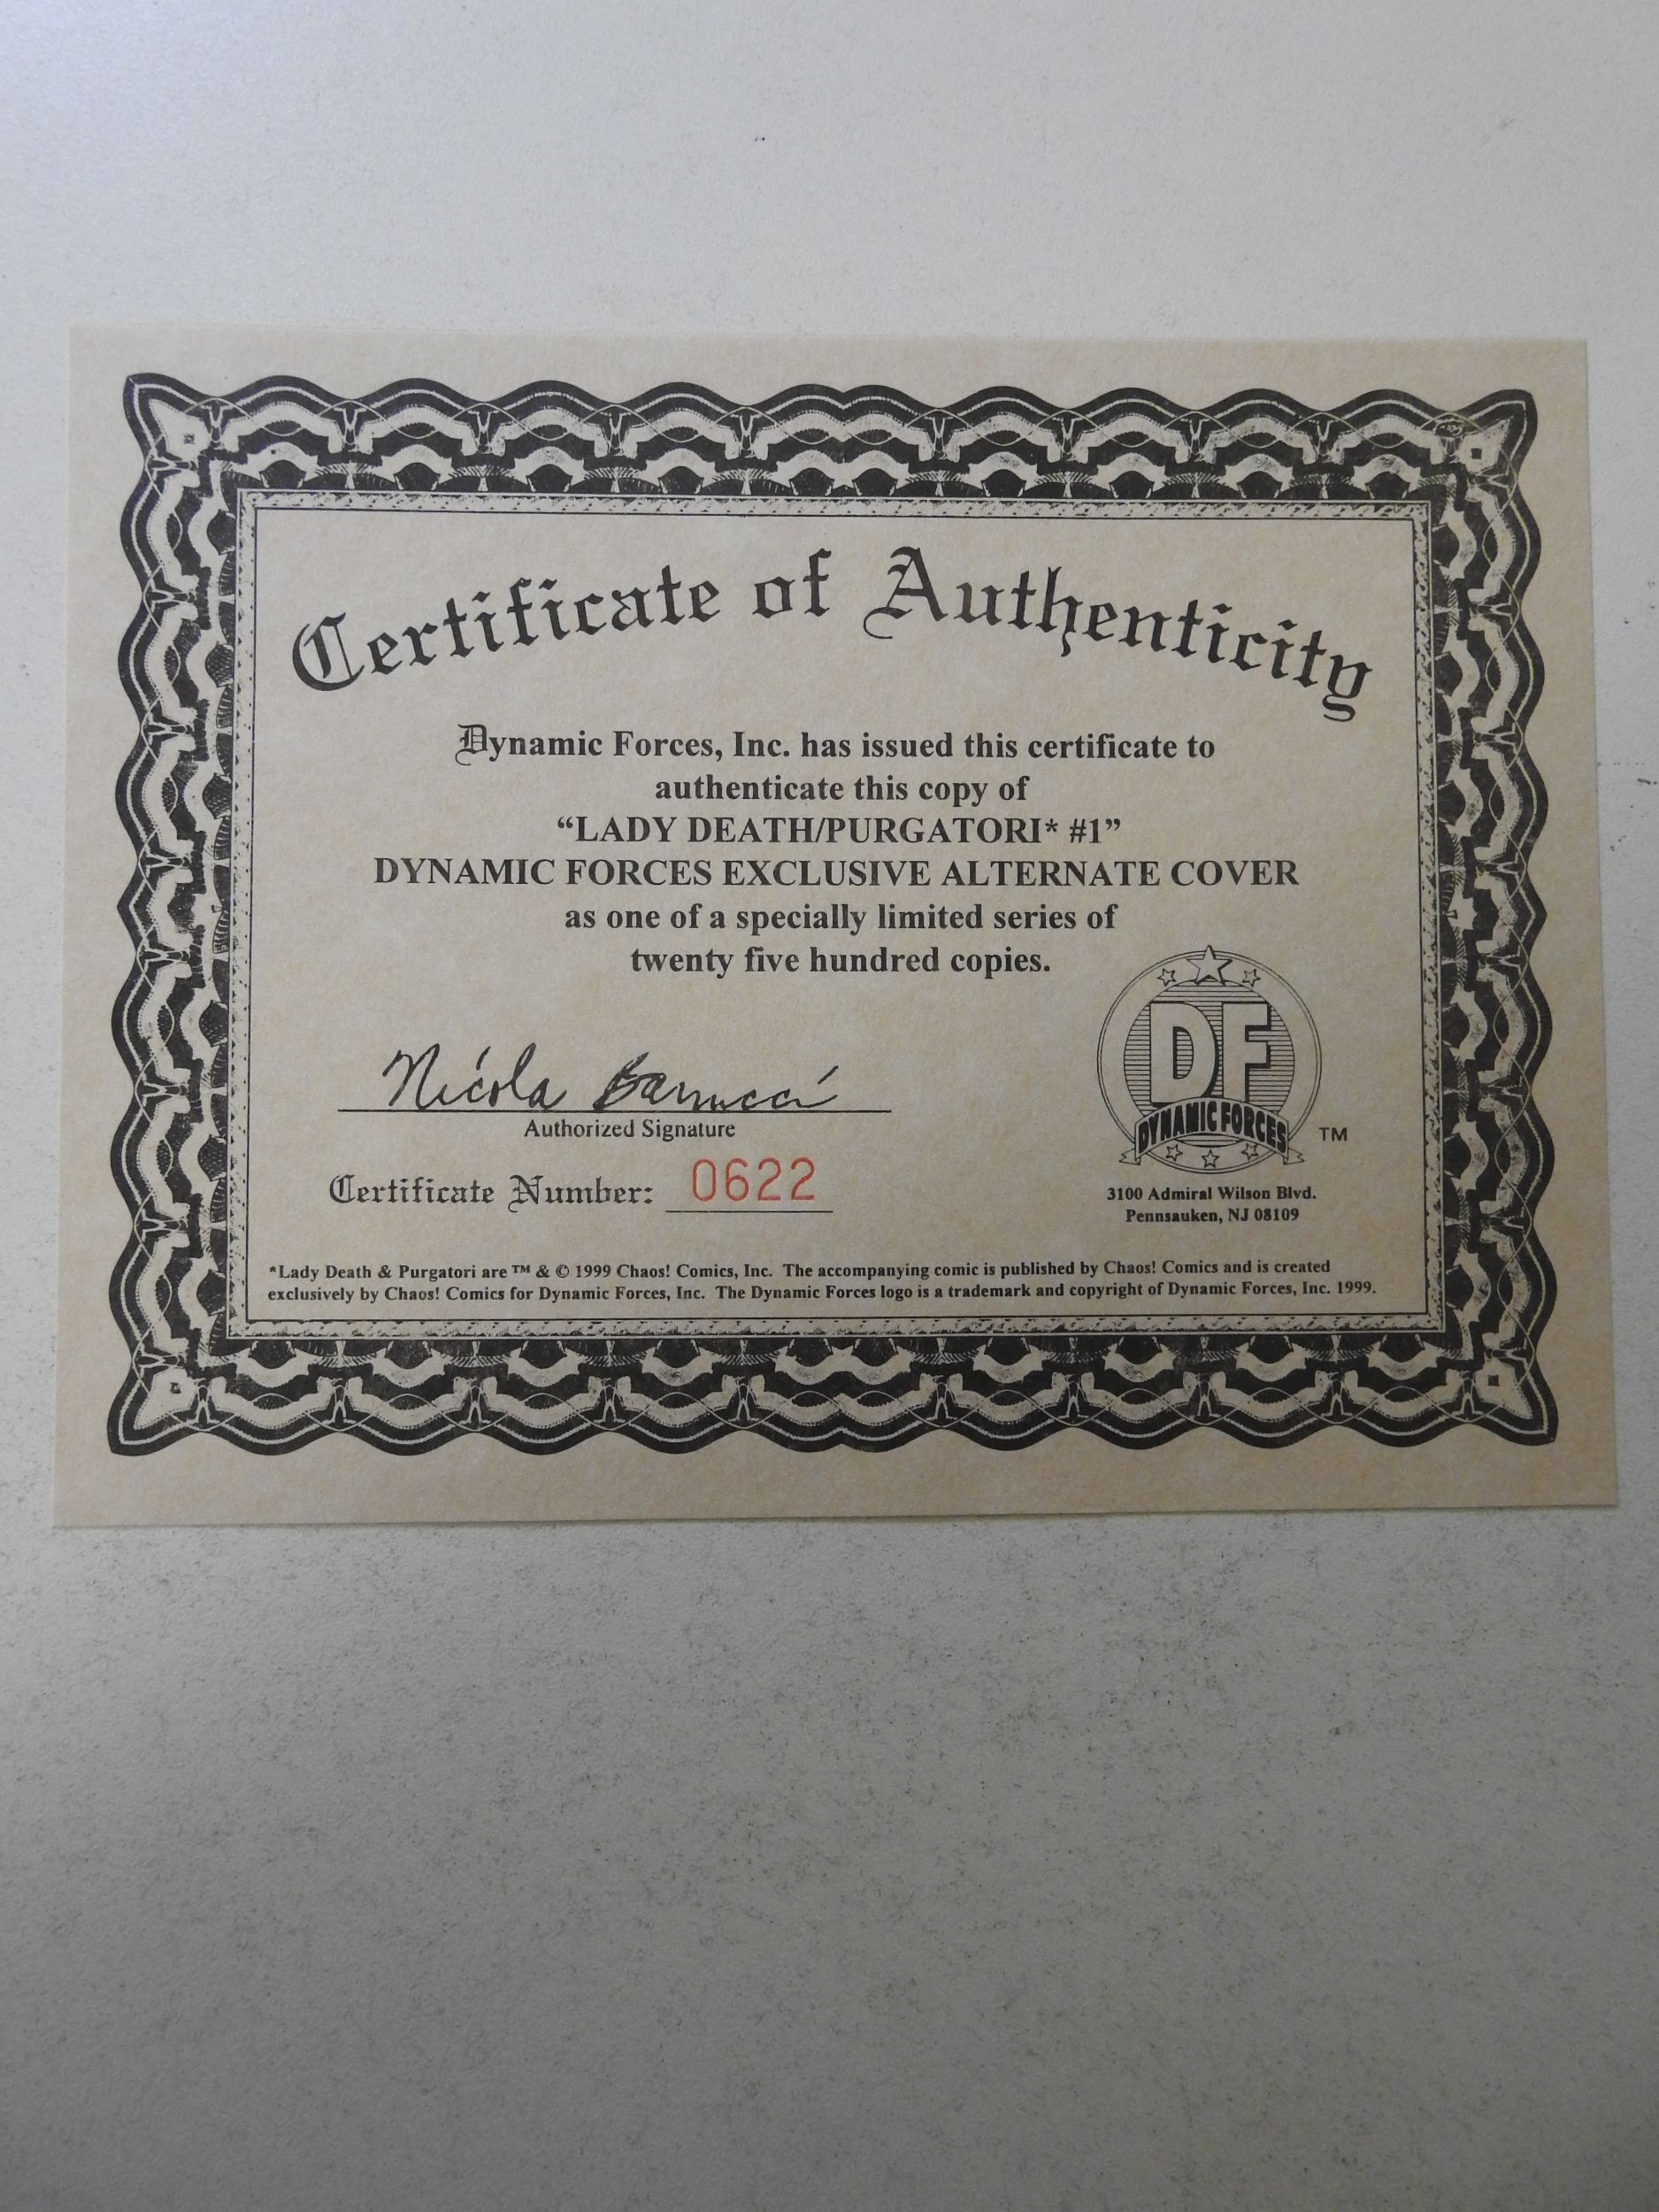 Certificate of Authenticity
Dynamic Forces, Inc. has issued this certificate to
authenticate this copy of
“LADY DEATH/PURGATORI* #1”
DYNAMIC FORCES EXCLUSIVE ALTERNATE COVER
as one of a specially limited series of
twenty five hundred copies.
Nicola Barrucci
Authorized Signature
Certificate Number: 0622
DF
DYNAMIC FORCES
TM
3100 Admiral Wilson Blvd.
Pennsauken, NJ 08109
*Lady Death & Purgatori are ™ & © 1999 Chaos! Comics, Inc. The accompanying comic is published by Chaos! Comics and is created
exclusively by Chaos! Comics for Dynamic Forces, Inc. The Dynamic Forces logo is a trademark and copyright of Dynamic Forces, Inc. 1999.